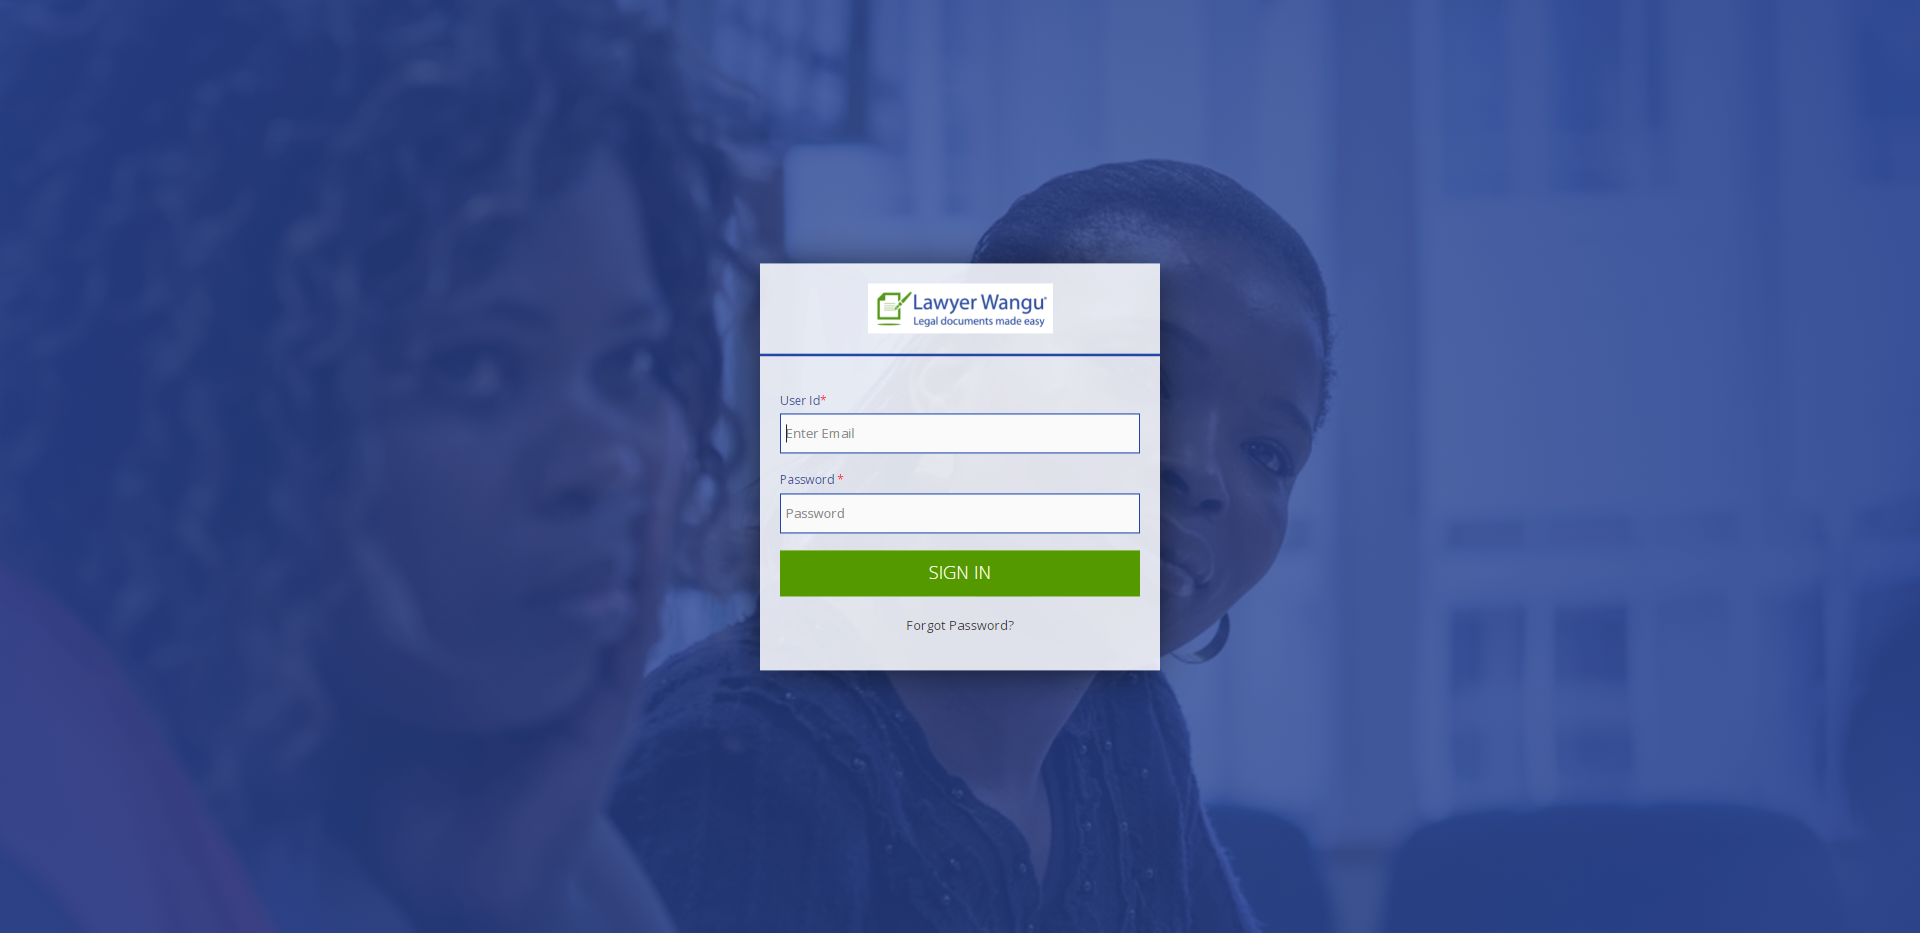 Lawyer Wangu
Legal documents made easy
User Id*
Enter Email
Password *
Password
SIGN IN
Forgot Password?